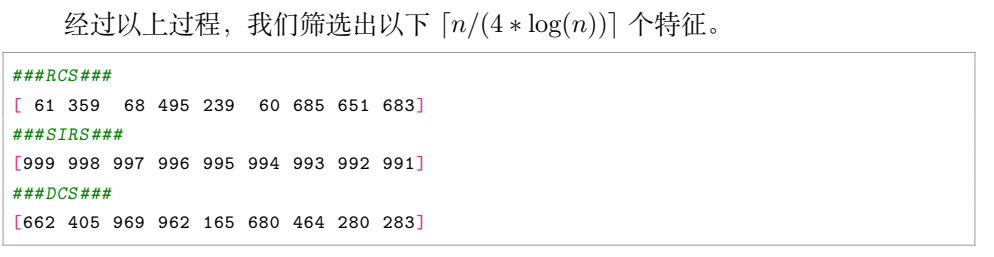 经过以上过程，我们筛选出以下 ⌈n/(4 ∗ log(n))⌉ 个特征。
###RCS###
[ 61 359  68 495 239  60 685 651 683]
###SIRS###
[999 998 997 996 995 994 993 992 991]
###DCS###
[662 405 969 962 165 680 464 280 283]